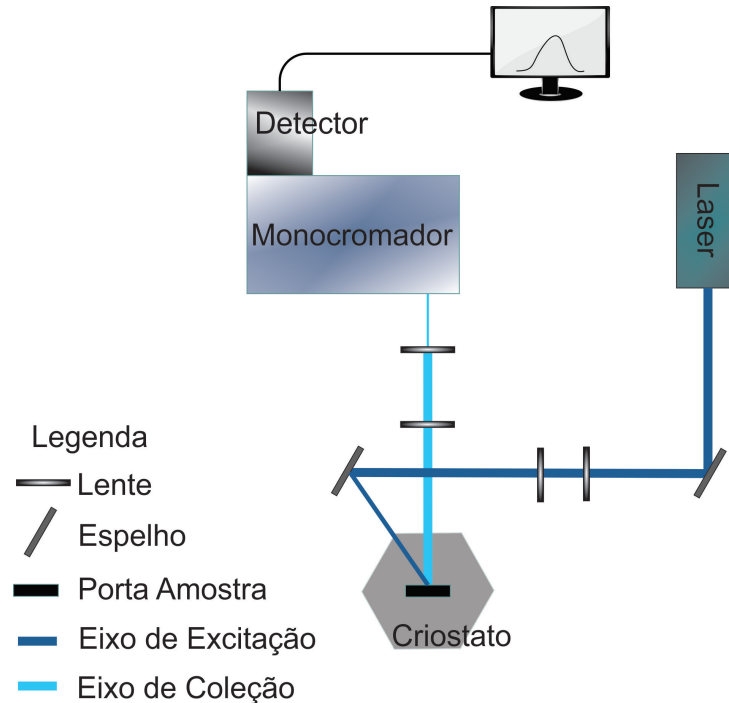 Detector
Monocromador
Laser
Legenda
Lente
Espelho
Porta Amostra
Criostato
Eixo de Excitação
Eixo de Coleção